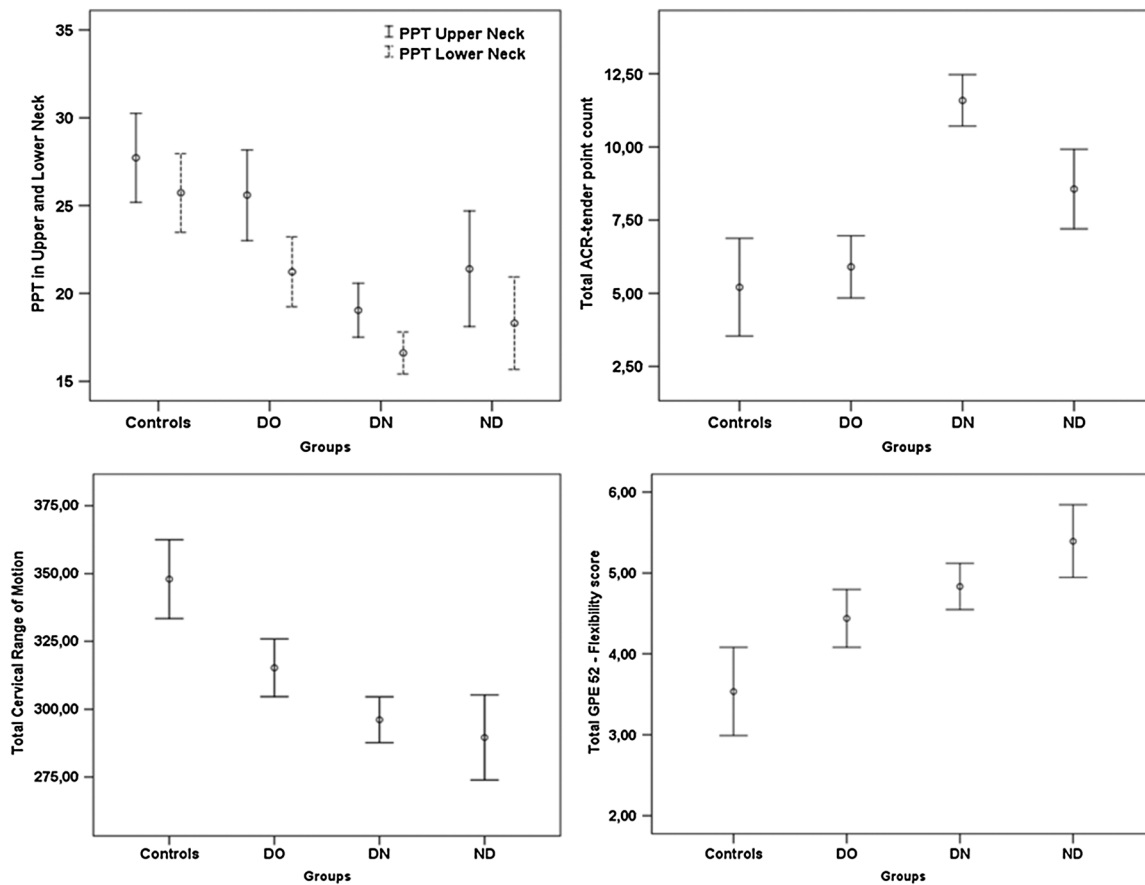 35
30
25
20
15
PPT in Upper and Lower Neck
PPT Upper Neck
PPT Lower Neck
Controls DO DN ND
Groups
12,50
10,00
7,50
5,00
2,50
Total ACR-tender point count
Controls DO DN ND
Groups
375,00
350,00
325,00
300,00
275,00
Total Cervical Range of Motion
Controls DO DN ND
Groups
6,00
5,00
4,00
3,00
2,00
Total GPE 52 - Flexibility score
Controls DO DN ND
Groups